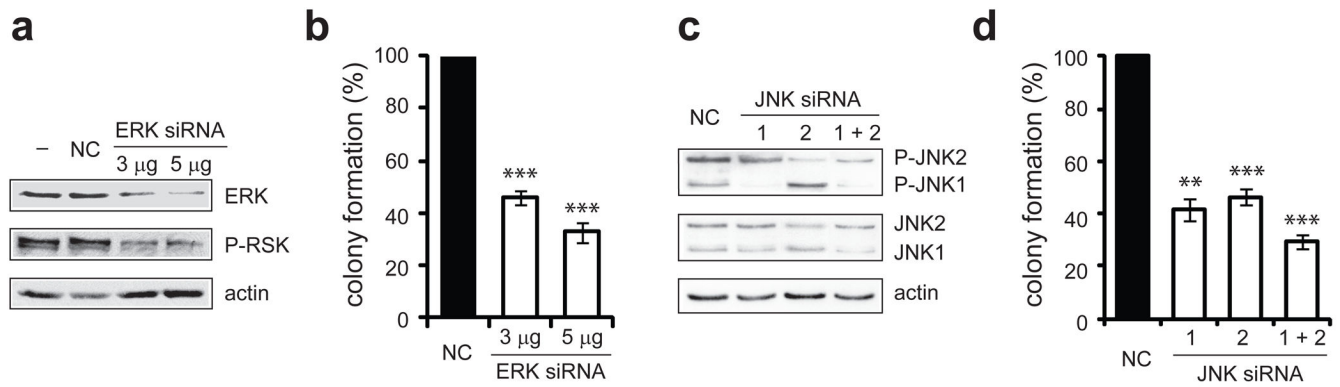 a
ERK siRNA
– NC 3 μg 5 μg
ERK
P-RSK
actin
b
colony formation (%)
100
80
60
40
20
0
***
***
NC 3 μg 5 μg
ERK siRNA
c
JNK siRNA
NC 1 2 1 + 2
P-JNK2
P-JNK1
JNK2
JNK1
actin
d
colony formation (%)
100
80
60
40
20
0
**
***
***
NC 1 2 1 + 2
JNK siRNA